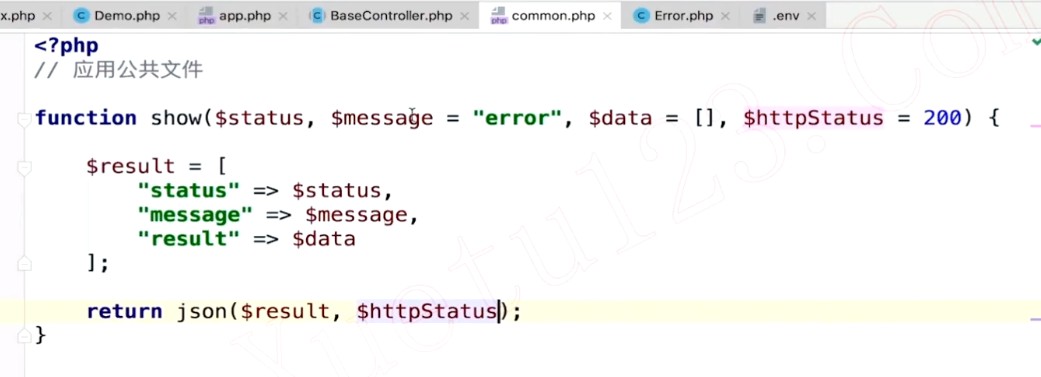 x.php Demo.php app.php BaseController.php common.php Error.php .env
<?php
// 应用公共文件
function show($status, $message = "error", $data = [], $httpStatus = 200) {
$result = [
"status" => $status,
"message" => $message,
"result" => $data
];
return json($result, $httpStatus);
}